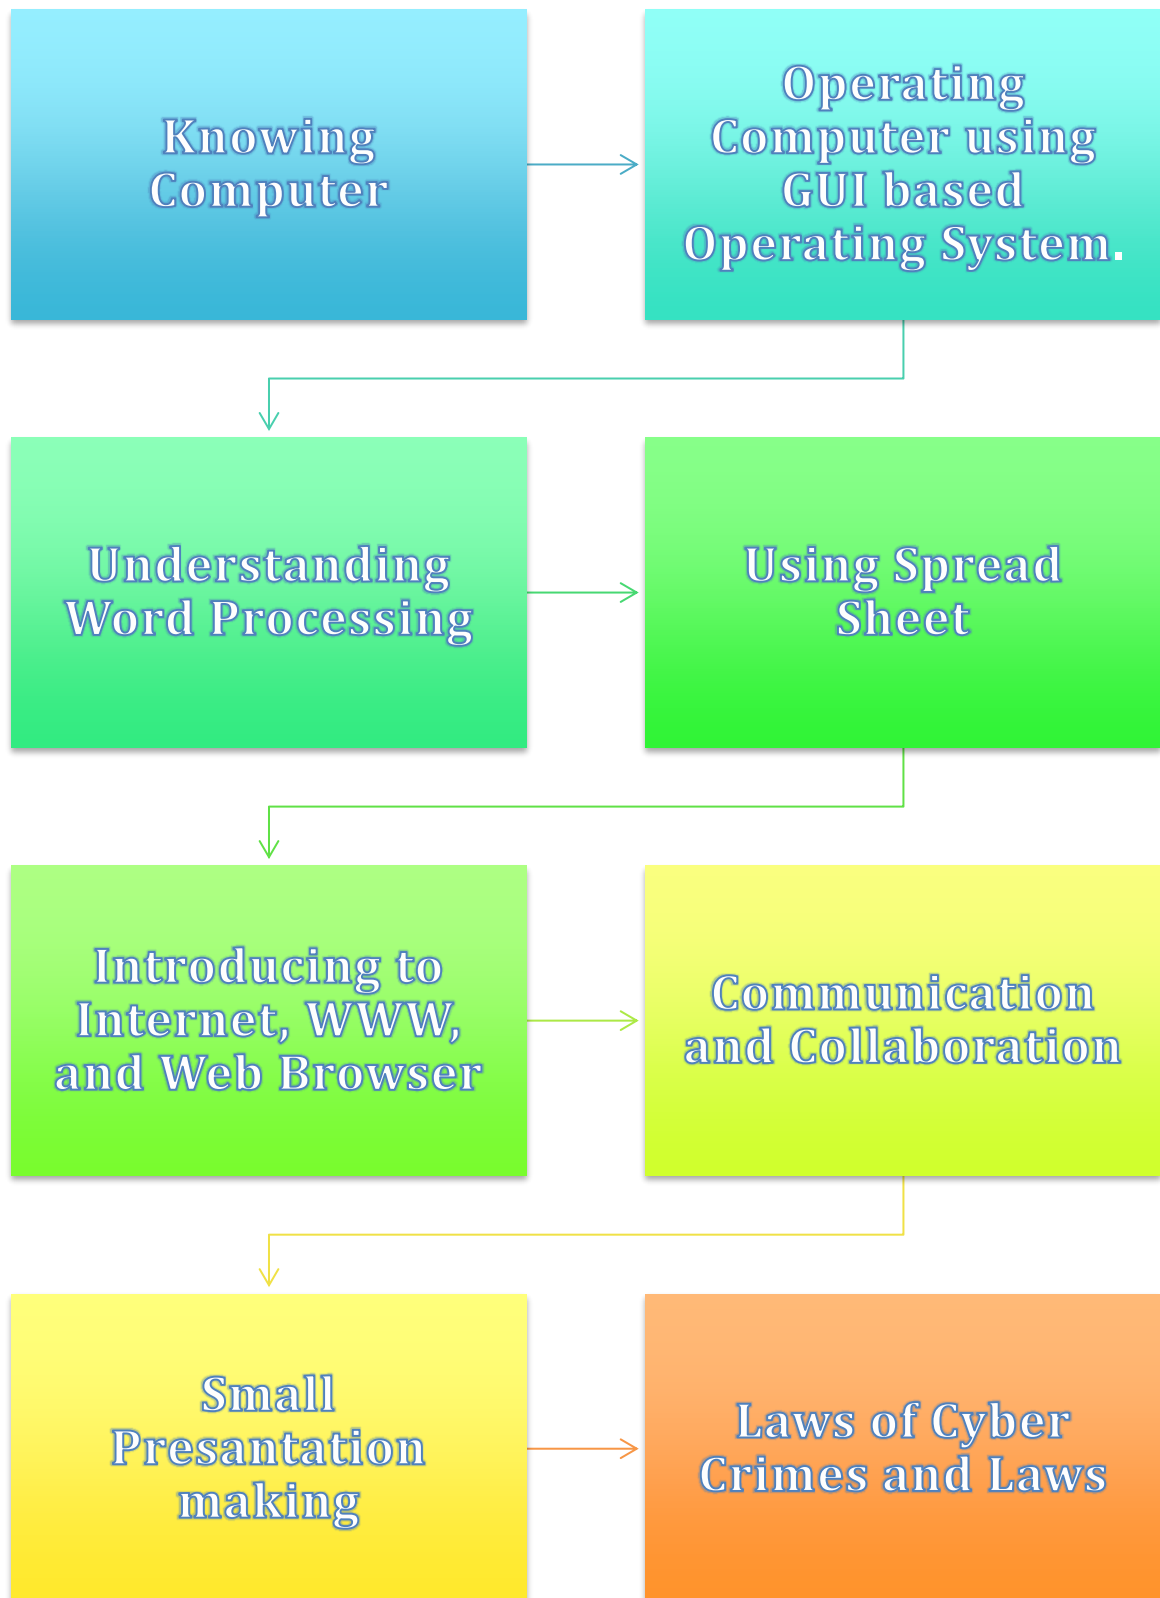 Knowing
Computer
Operating
Computer using
GUI based
Operating System.
Understanding
Word Processing
Using Spread
Sheet
Introducing to
Internet, WWW,
and Web Browser
Communication
and Collaboration
Small
Presantation
making
Laws of Cyber
Crimes and Laws